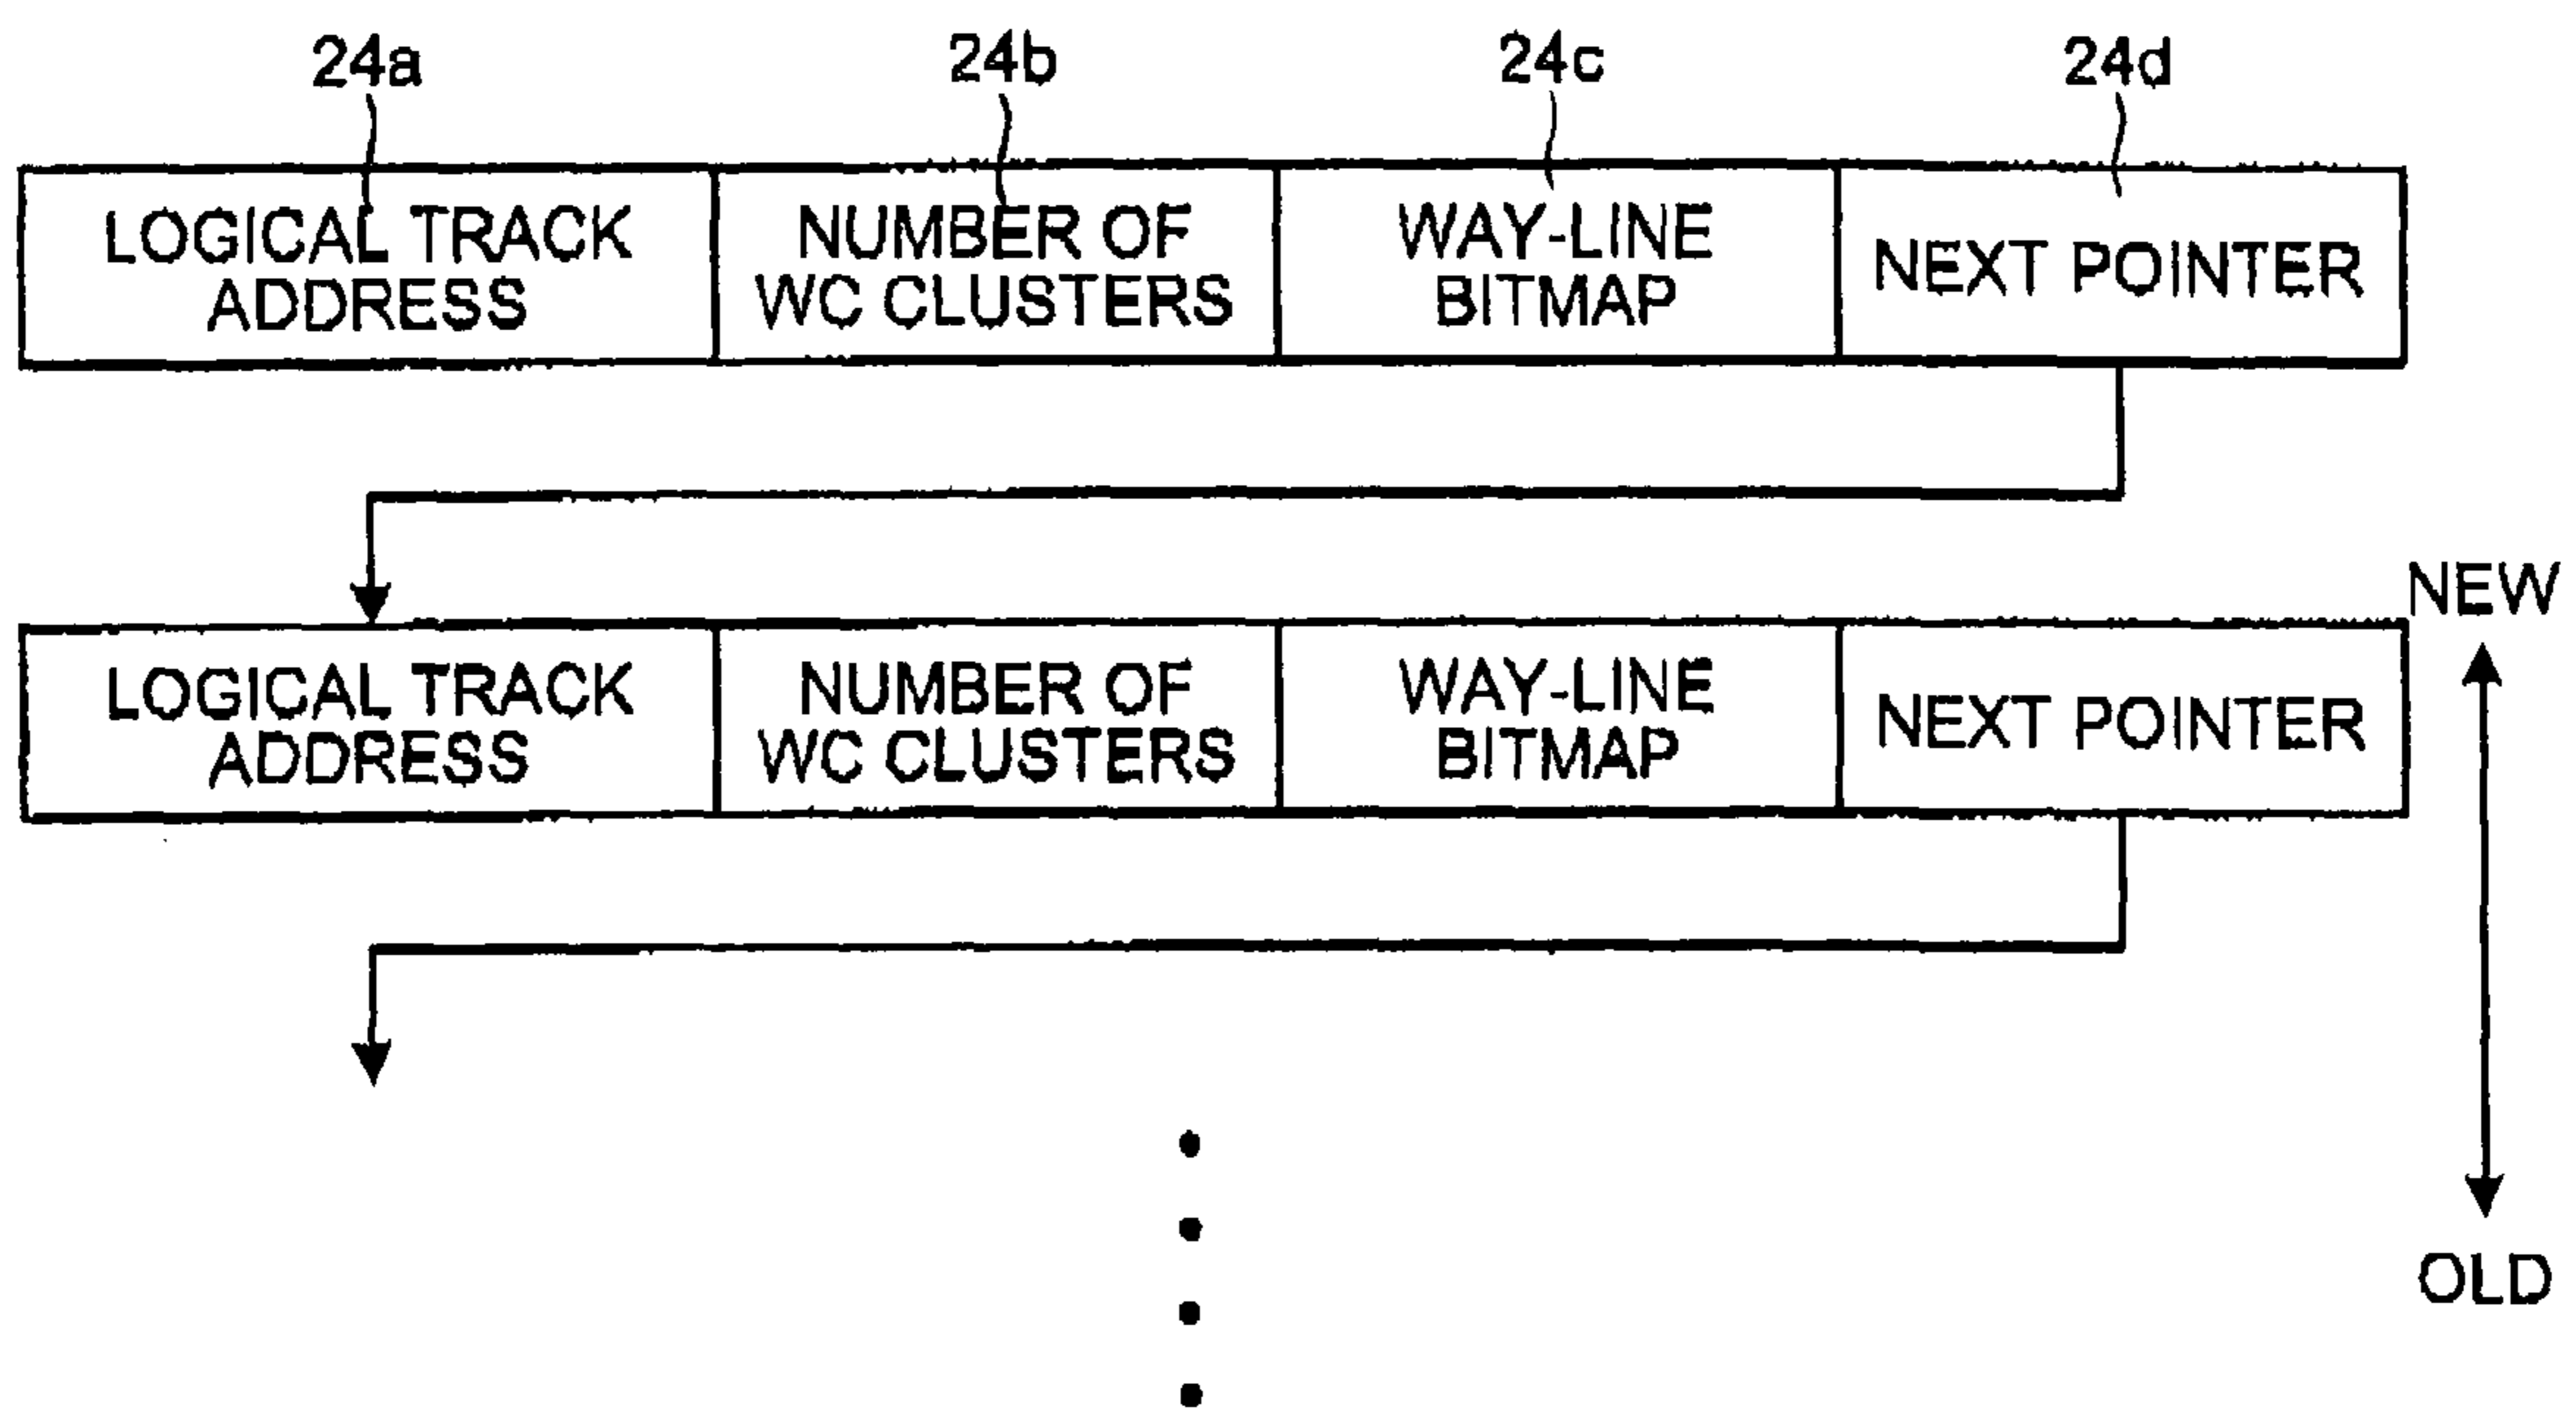 24a 24b 24c 24d
LOGICAL TRACK ADDRESS
NUMBER OF WC CLUSTERS
WAY-LINE BITMAP
NEXT POINTER
NEW
LOGICAL TRACK ADDRESS
NUMBER OF WC CLUSTERS
WAY-LINE BITMAP
NEXT POINTER
OLD